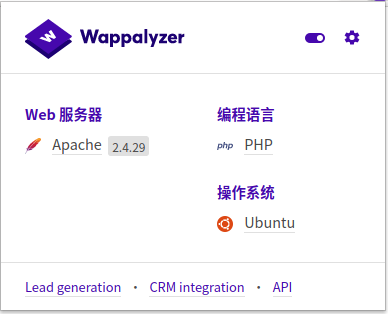 Wappalyzer
Web 服务器
Apache 2.4.29
编程语言
php PHP
操作系统
Ubuntu
Lead generation • CRM integration • API